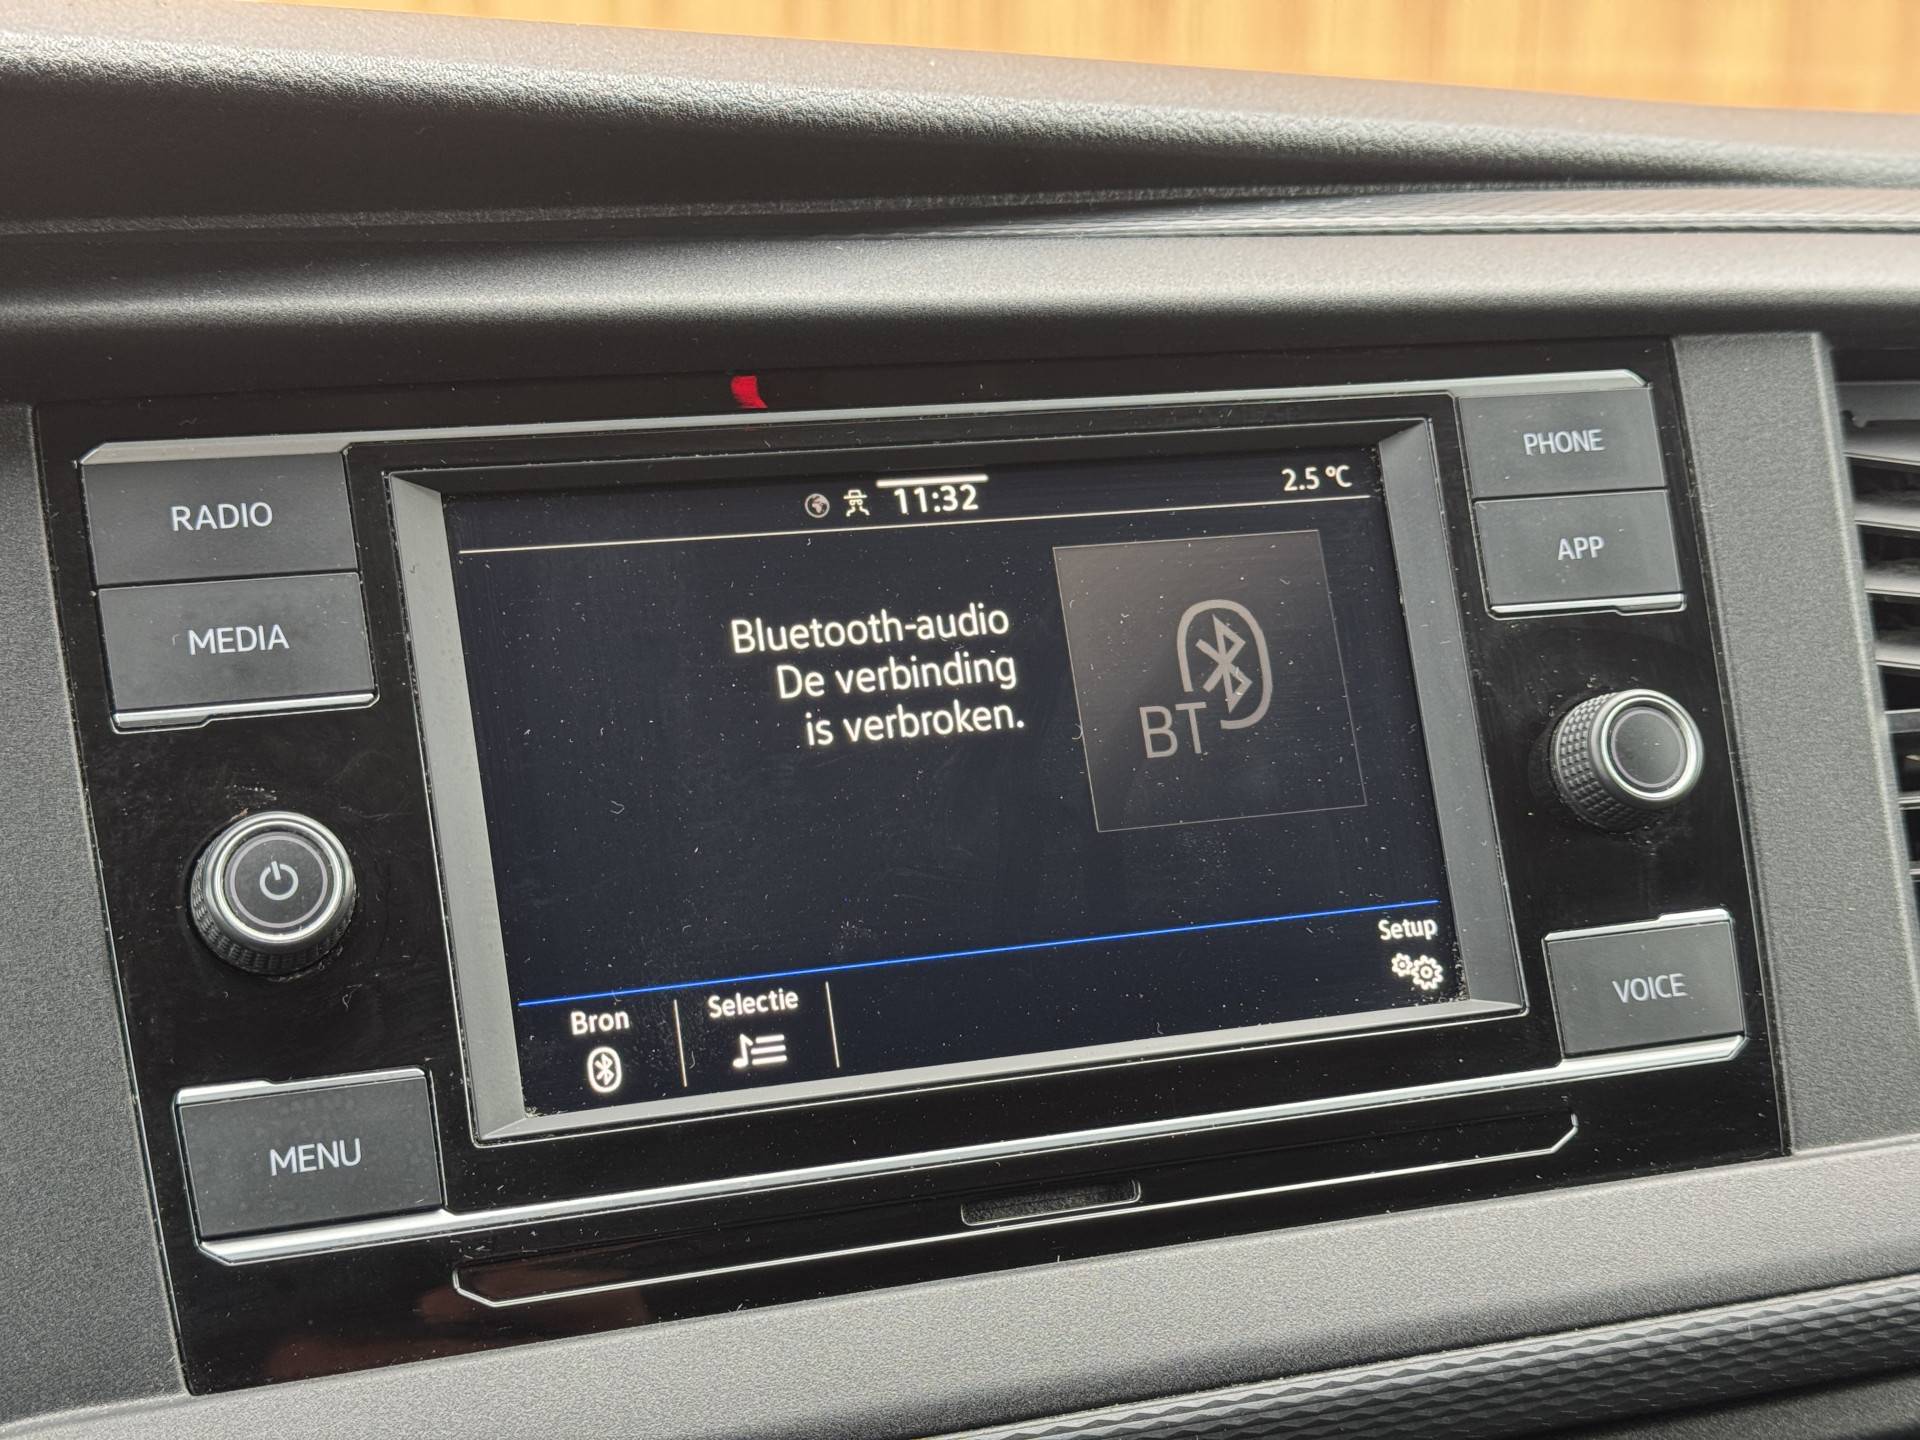 RADIO
MEDIA
MENU
11:32
2.5 °C
Bluetooth-audio
De verbinding
is verbroken.
BT
Bron
Selectie
Setup
PHONE
APP
VOICE